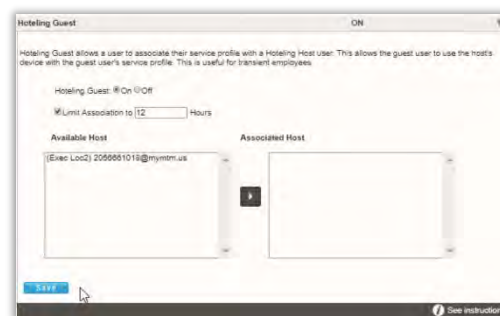 Hoteling Guest ON
Hoteling Guest allows a user to associate their service profile with a Hoteling Host user. This allows the guest user to use the host's
device with the guest user's service profile. This is useful for transient employees.
Hoteling Guest: On Off
Limit Association to 12 Hours
Available Host Associated Host
(Exec Loc2) 2066661018@mymtm.us
SAVE
See instruction